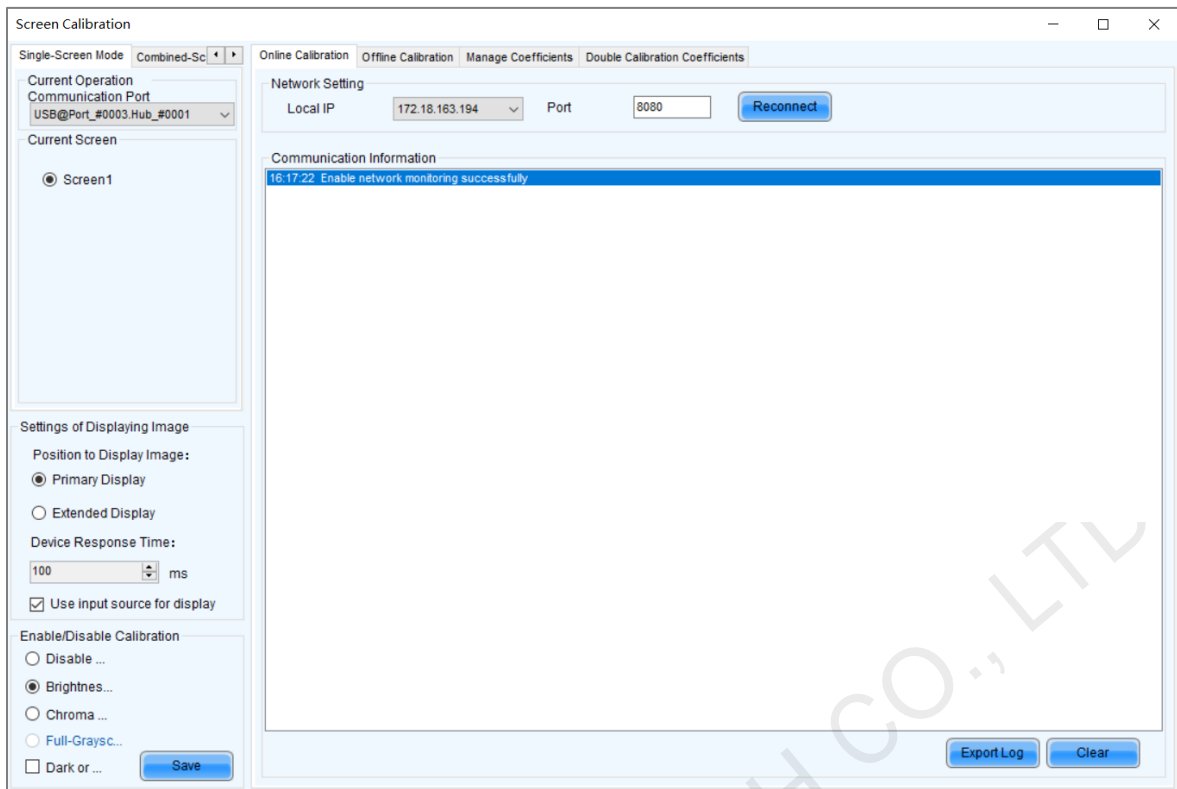 Screen Calibration
Single-Screen Mode Combined-Sc
Current Operation
Communication Port
USB@Port_#0003.Hub_#0001
Current Screen
Screen1
Settings of Displaying Image
Position to Display Image:
Primary Display
Extended Display
Device Response Time:
100 ms
Use input source for display
Enable/Disable Calibration
Disable ...
Brightnes...
Chroma ...
Full-Graysc...
Dark or ... Save
Online Calibration Offline Calibration Manage Coefficients Double Calibration Coefficients
Network Setting
Local IP 172.18.163.194 Port 8080 Reconnect
Communication Information
16:17:22 Enable network monitoring successfully
Export Log Clear
H CO., LTD